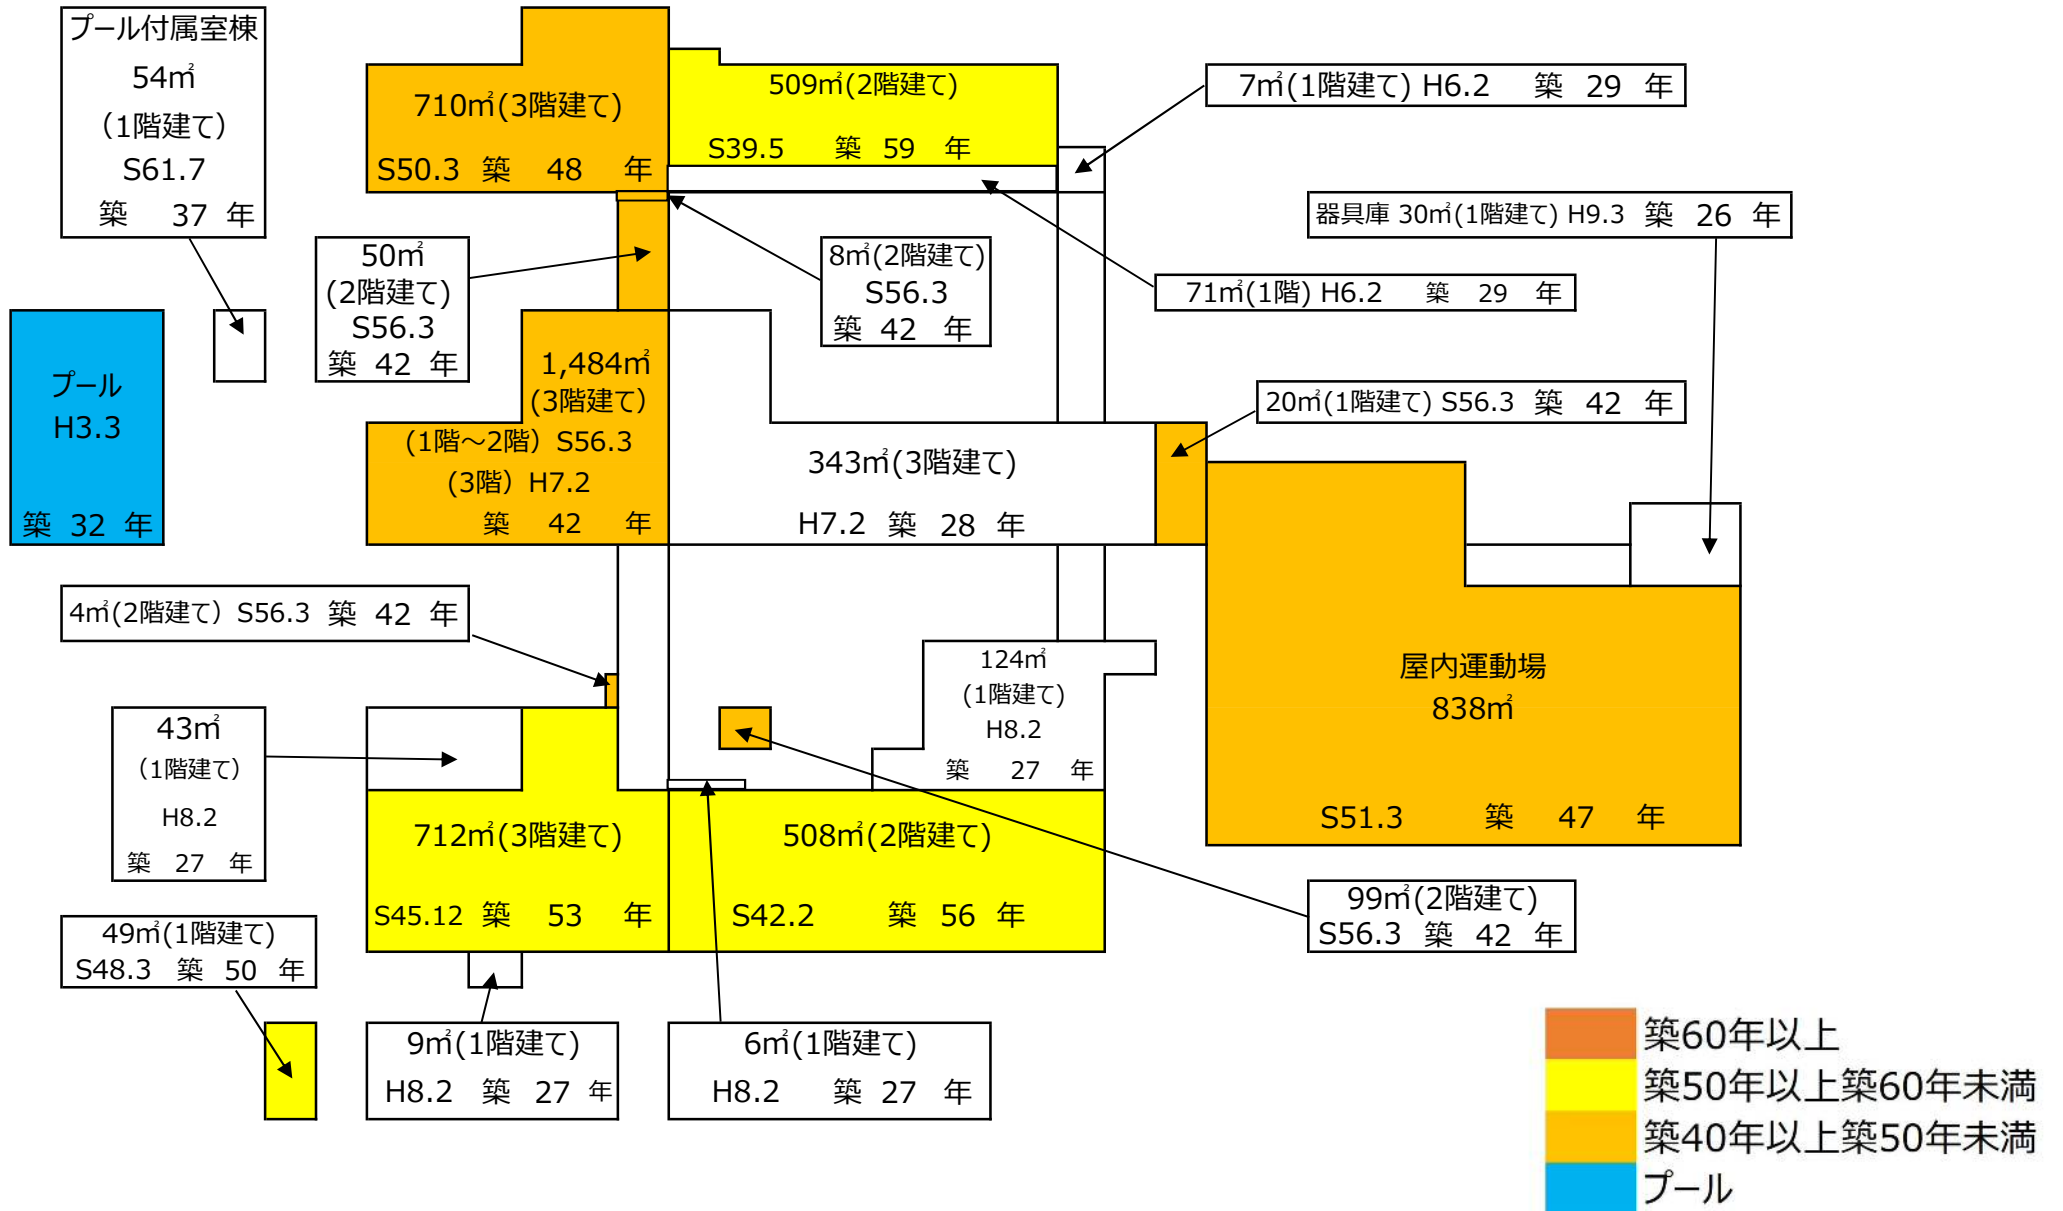 プール付属室棟
54㎡
（1階建て）
S61.7
築 37 年
710㎡(3階建て)
S50.3 築 48 年
509㎡(2階建て)
S39.5 築 59 年
7㎡(1階建て) H6.2 築 29 年
器具庫 30㎡(1階建て) H9.3 築 26 年
50㎡
(2階建て)
S56.3
築 42 年
8㎡(2階建て)
S56.3
築 42 年
71㎡(1階) H6.2 築 29 年
プール
H3.3
築 32 年
1,484㎡
(3階建て）
(1階～2階）S56.3
(3階）H7.2
築 42 年
343㎡(3階建て)
H7.2 築 28 年
20㎡(1階建て) S56.3 築 42 年
4㎡(2階建て）S56.3 築 42 年
124㎡
(1階建て)
H8.2
築 27 年
屋内運動場
838㎡
S51.3 築 47 年
43㎡
（1階建て）
H8.2
築 27 年
712㎡(3階建て)
S45.12 築 53 年
508㎡(2階建て)
S42.2 築 56 年
99㎡(2階建て)
S56.3 築 42 年
49㎡(1階建て)
S48.3 築 50 年
9㎡(1階建て)
H8.2 築 27 年
6㎡(1階建て)
H8.2 築 27 年
築60年以上
築50年以上築60年未満
築40年以上築50年未満
プール